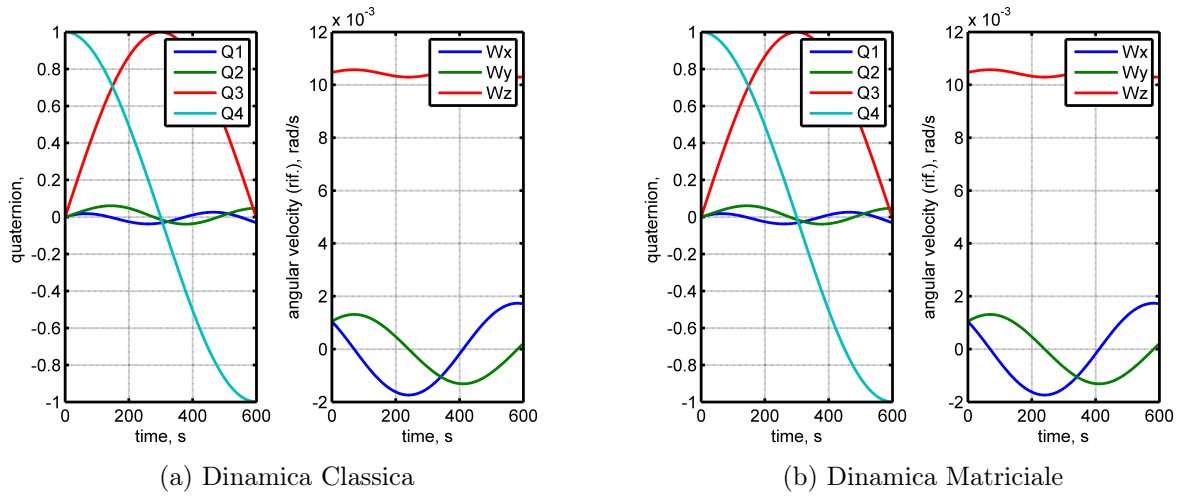 x 10^-3
x 10^-3
1
0.8
0.6
0.4
0.2
0
-0.2
-0.4
-0.6
-0.8
-1
quaternion,
Q1
Q2
Q3
Q4
0
200
400
600
time, s
12
10
8
6
4
2
0
-2
angular velocity (rif.), rad/s
Wx
Wy
Wz
0
200
400
600
time, s
(a) Dinamica Classica
1
0.8
0.6
0.4
0.2
0
-0.2
-0.4
-0.6
-0.8
-1
quaternion,
Q1
Q2
Q3
Q4
0
200
400
600
time, s
12
10
8
6
4
2
0
-2
angular velocity (rif.), rad/s
Wx
Wy
Wz
0
200
400
600
time, s
(b) Dinamica Matriciale